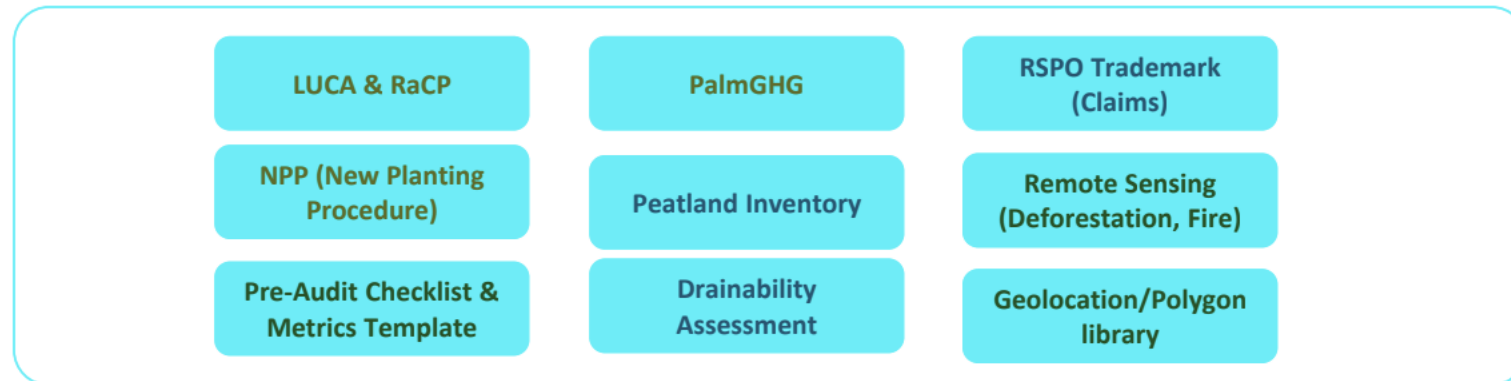 LUCA & RaCP
PalmGHG
RSPO Trademark
(Claims)
NPP (New Planting
Procedure)
Peatland Inventory
Remote Sensing
(Deforestation, Fire)
Pre-Audit Checklist &
Metrics Template
Drainability
Assessment
Geolocation/Polygon
library